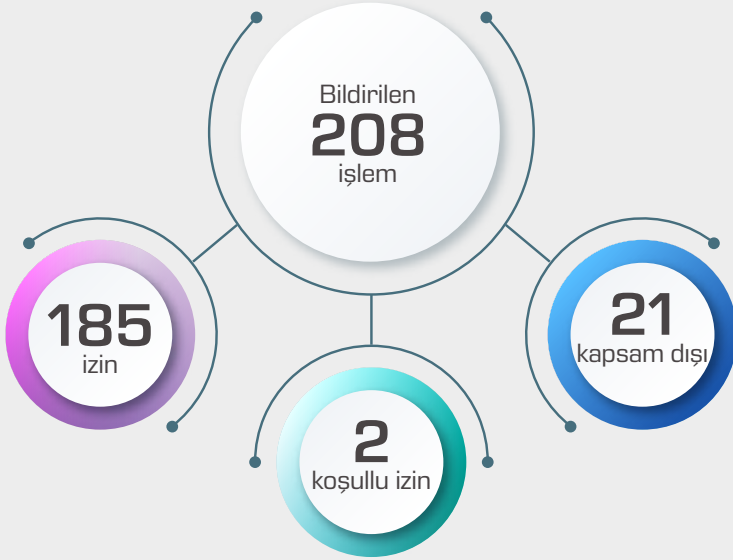 Bildirilen
208
işlem
185
izin
21
kapsam dışı
2
koşullu izin